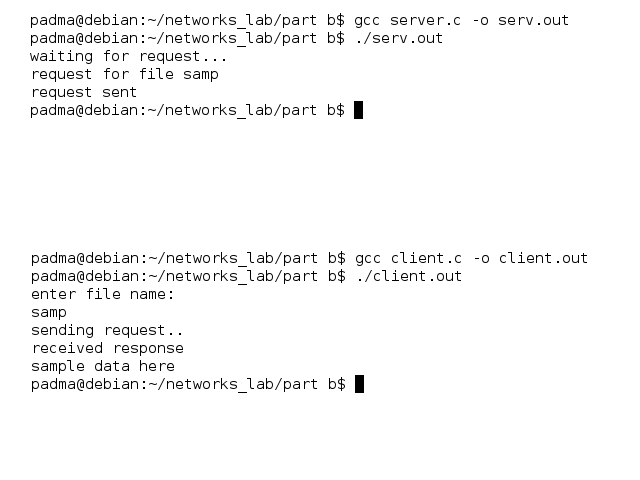 padma@debian:~/networks_lab/part b$ gcc server.c -o serv.out
padma@debian:~/networks_lab/part b$ ./serv.out
waiting for request...
request for file samp
request sent
padma@debian:~/networks_lab/part b$
padma@debian:~/networks_lab/part b$ gcc client.c -o client.out
padma@debian:~/networks_lab/part b$ ./client.out
enter file name:
samp
sending request..
received response
sample data here
padma@debian:~/networks_lab/part b$